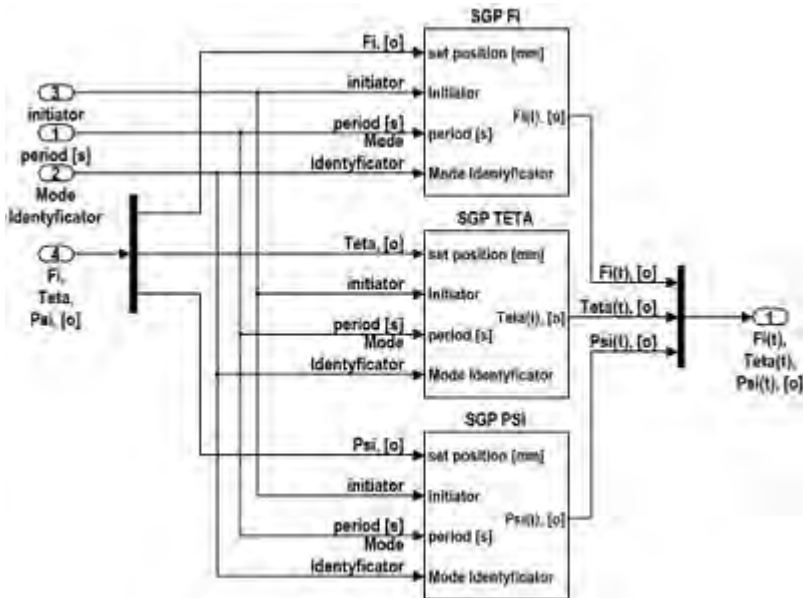 SGP Fi
Fi, [o]
set position [mm]
3
initiator
initiator
initiator
Fi(t), [o]
1
period [s]
period [s]
period [s]
Mode
Identyficator
Mode Identyficator
2
Mode
Identyficator
4
Fi,
Teta,
Psi, [o]
SGP TETA
Teta, [o]
set position [mm]
initiator
initiator
Teta(t), [o]
period [s]
period [s]
Mode
Identyficator
Mode Identyficator
Fi(t), [o]
Teta(t), [o]
Psi(t), [o]
1
Fi(t),
Teta(t),
Psi(t), [o]
SGP PSI
Psi, [o]
set position [mm]
initiator
initiator
Psi(t), [o]
period [s]
period [s]
Mode
Identyficator
Mode Identyficator